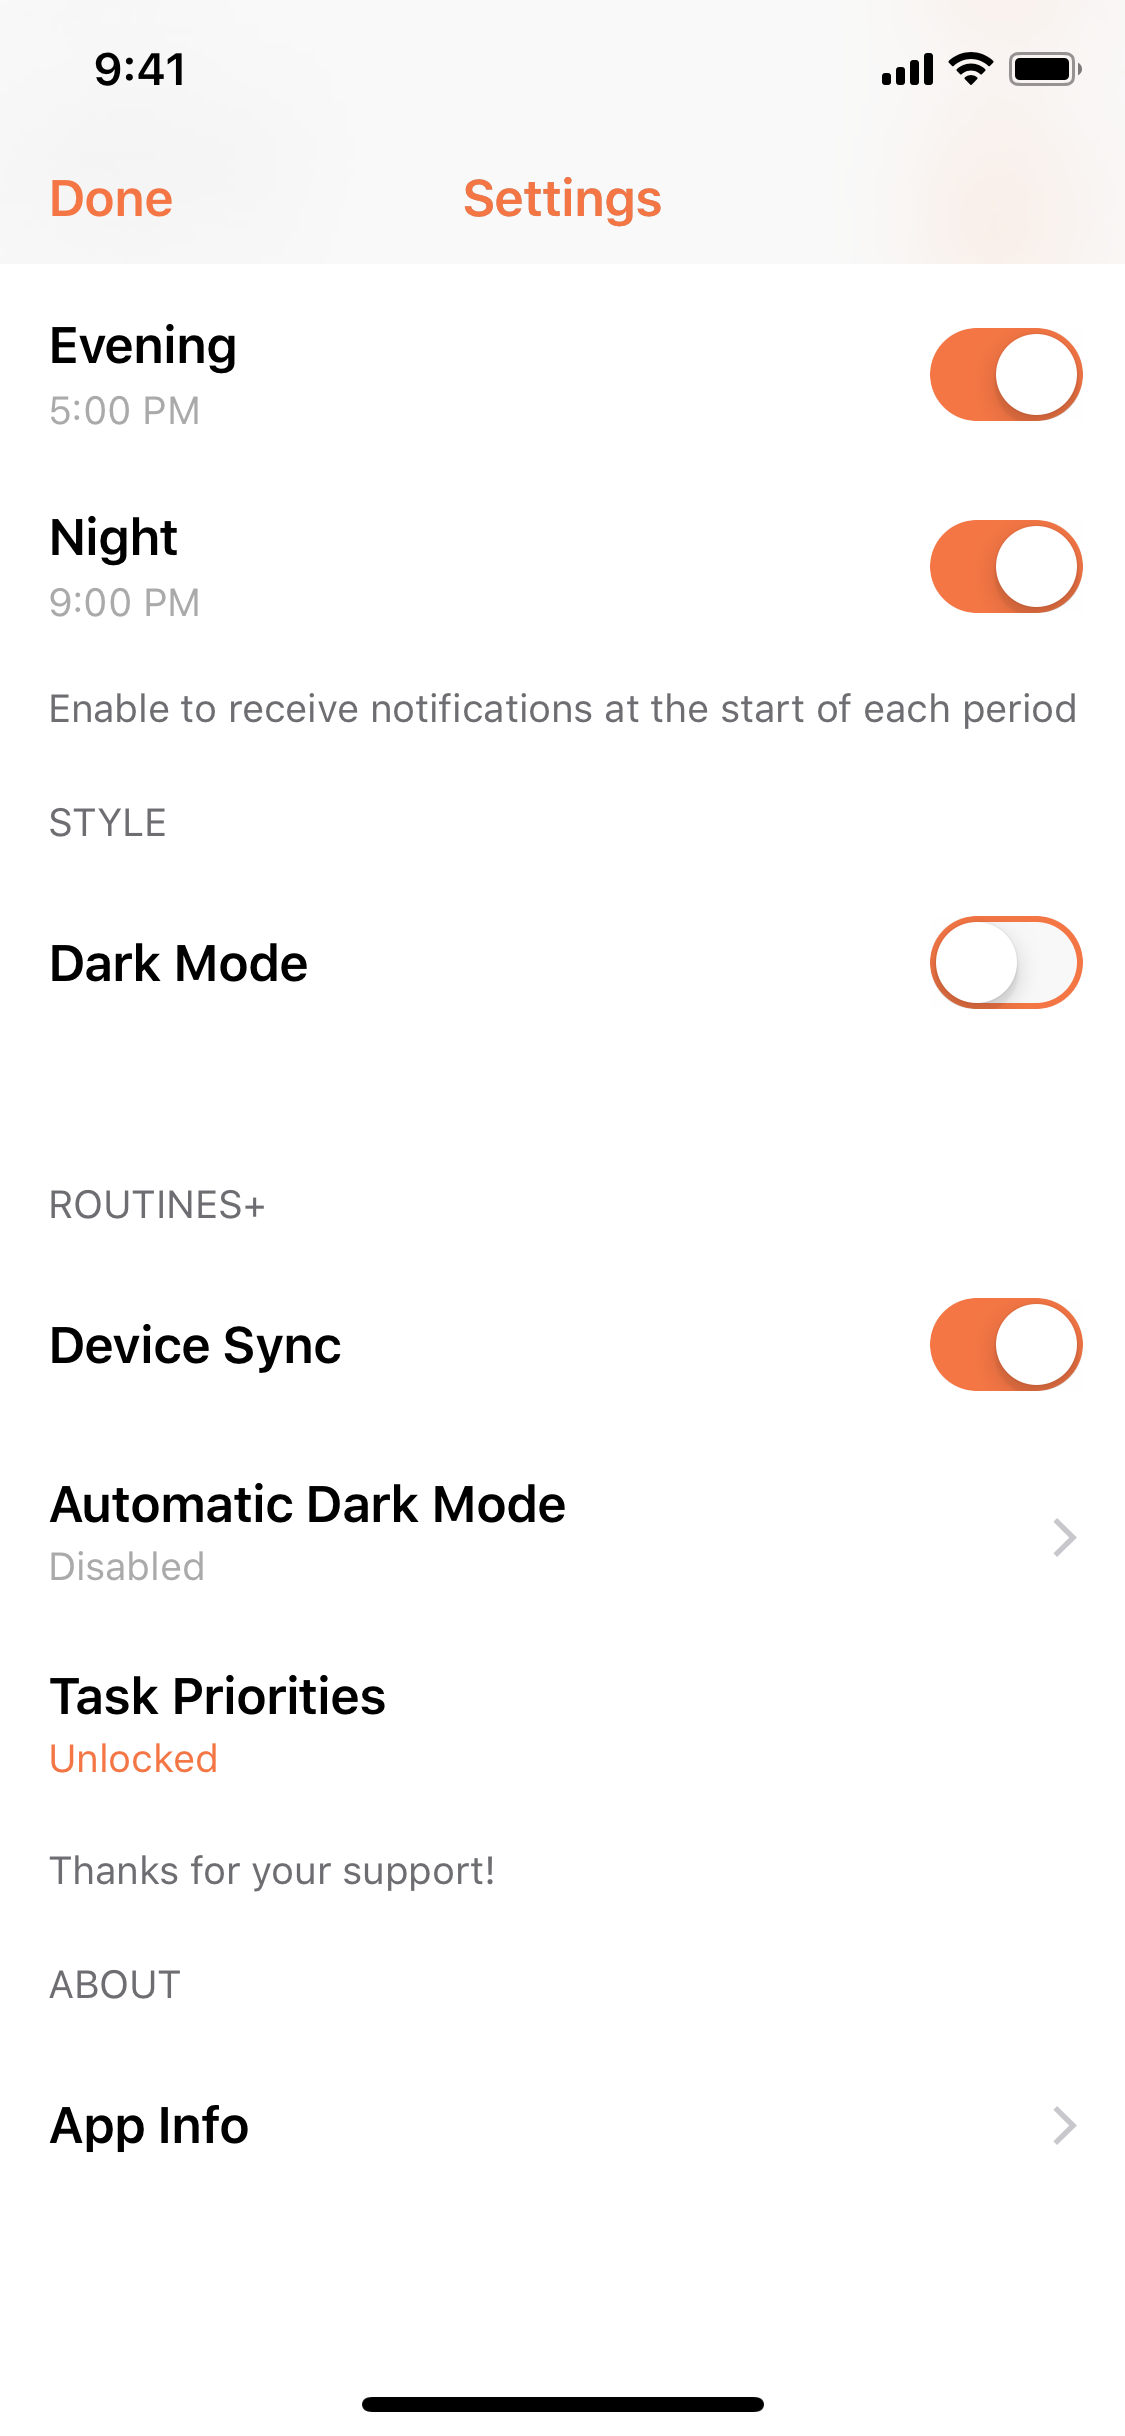 9:41
Done
Settings
Evening
5:00 PM
Night
9:00 PM
Enable to receive notifications at the start of each period
STYLE
Dark Mode
ROUTINES+
Device Sync
Automatic Dark Mode
Disabled
Task Priorities
Unlocked
Thanks for your support!
ABOUT
App Info